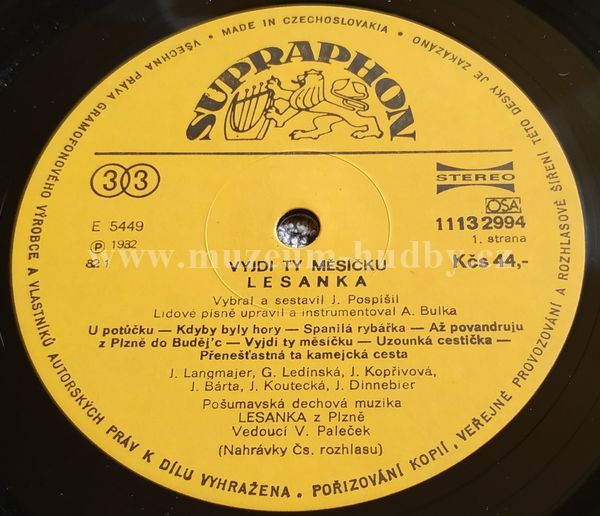 MADE IN CZECHOSLOVAKIA • VŠECHNA PRÁVA GRAMOFONOVÉHO VÝROBCE A VLASTNÍKŮ AUTORSKÝCH PRÁV K DÍLU VYHRAŽENA. POŘIZOVÁNÍ KOPIÍ, VEŘEJNÉ PROVOZOVÁNÍ A ROZHLASOVÉ ŠÍŘENÍ TÉTO DESKY JE ZAKÁZÁNO
SUPRAPHON
33
STEREO
OSA
E 5449
1113 2994
Ⓟ 1982
1. strana
82 1
Kčs 44,-
www.muzeum-hudby.cz
VYJDI TY MĚSÍČKU
LESANKA
Vybral a sestavil J. Pospíšil
Lidové písně upravil a instrumentoval A. Bulka
U potůčku — Kdyby byly hory — Spanilá rybářka — Až povandruju
z Plzně do Buděj'c — Vyjdi ty měsíčku — Uzounká cestička —
Přenešťastná ta kamejcká cesta
J. Langmajer, G. Ledínská, J. Kopřivová,
J. Bárta, J. Koutecká, J. Dinnebier
Pošumavská dechová muzika
LESANKA z Plzně
Vedoucí V. Paleček
(Nahrávky Čs. rozhlasu)